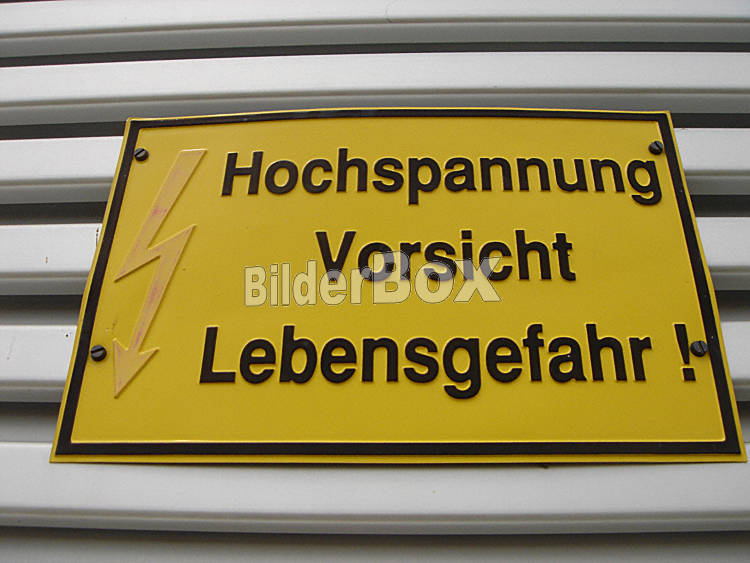 Hochspannung
Vorsicht
BilderBOX
Lebensgefahr !